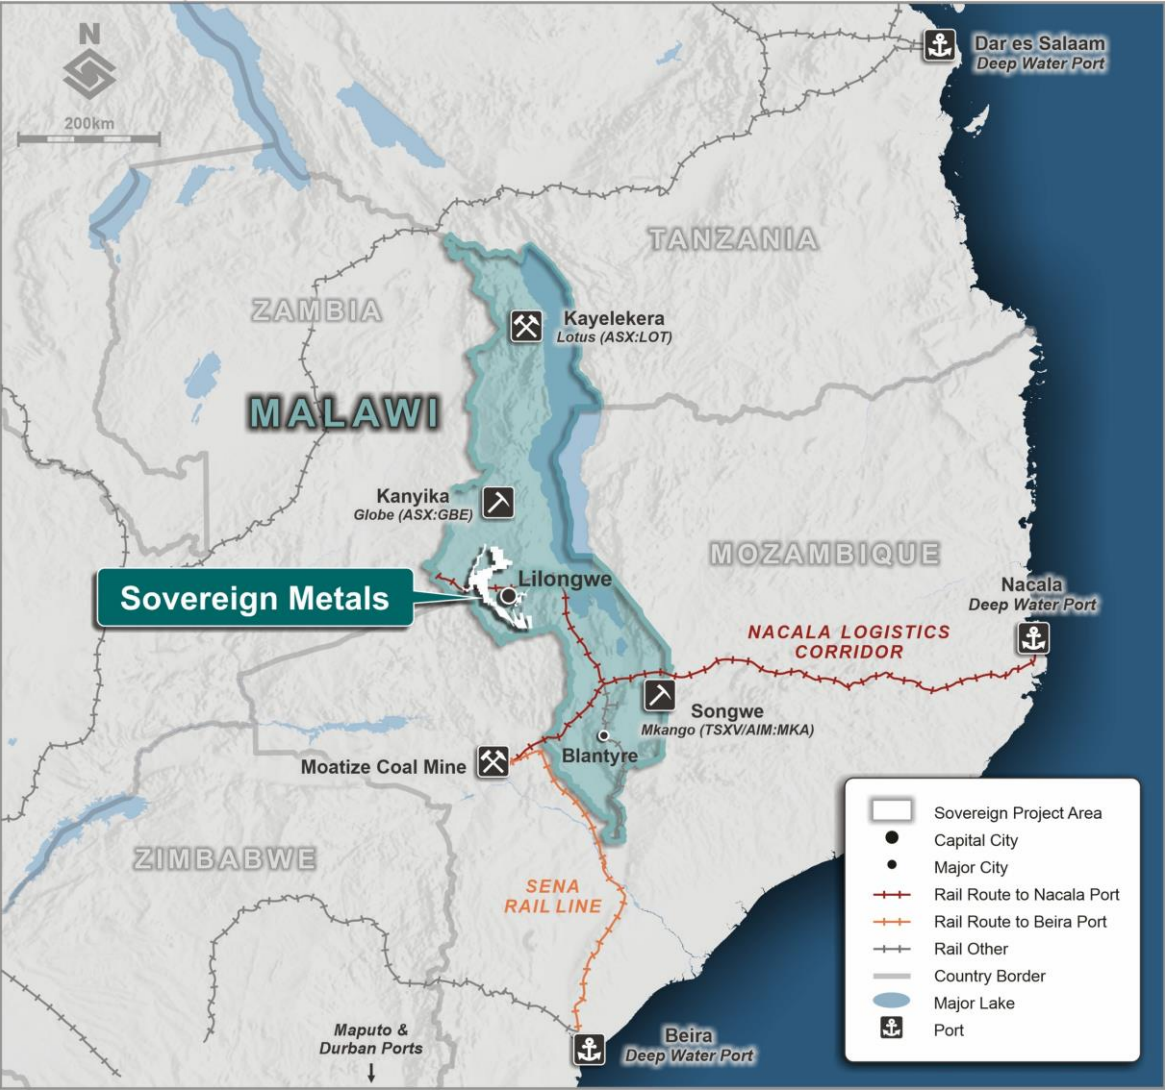 N
200km
Dar es Salaam
Deep Water Port
TANZANIA
ZAMBIA
Kayelekera
Lotus (ASX:LOT)
MALAWI
Kanyika
Globe (ASX:GBE)
MOZAMBIQUE
Lilongwe
Sovereign Metals
Nacala
Deep Water Port
NACALA LOGISTICS
CORRIDOR
Songwe
Mkango (TSXV/AIM:MKA)
Blantyre
Moatize Coal Mine
ZIMBABWE
SENA
RAIL LINE
Maputo &
Durban Ports
Beira
Deep Water Port
Sovereign Project Area
Capital City
Major City
Rail Route to Nacala Port
Rail Route to Beira Port
Rail Other
Country Border
Major Lake
Port